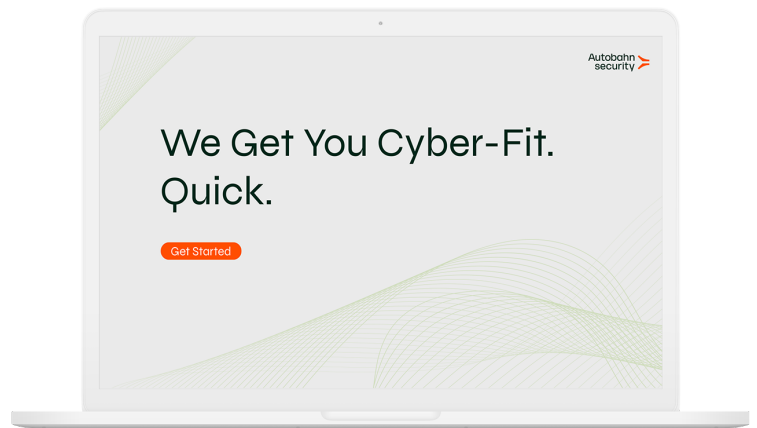 Autobahn
security
We Get You Cyber-Fit.
Quick.
Get Started